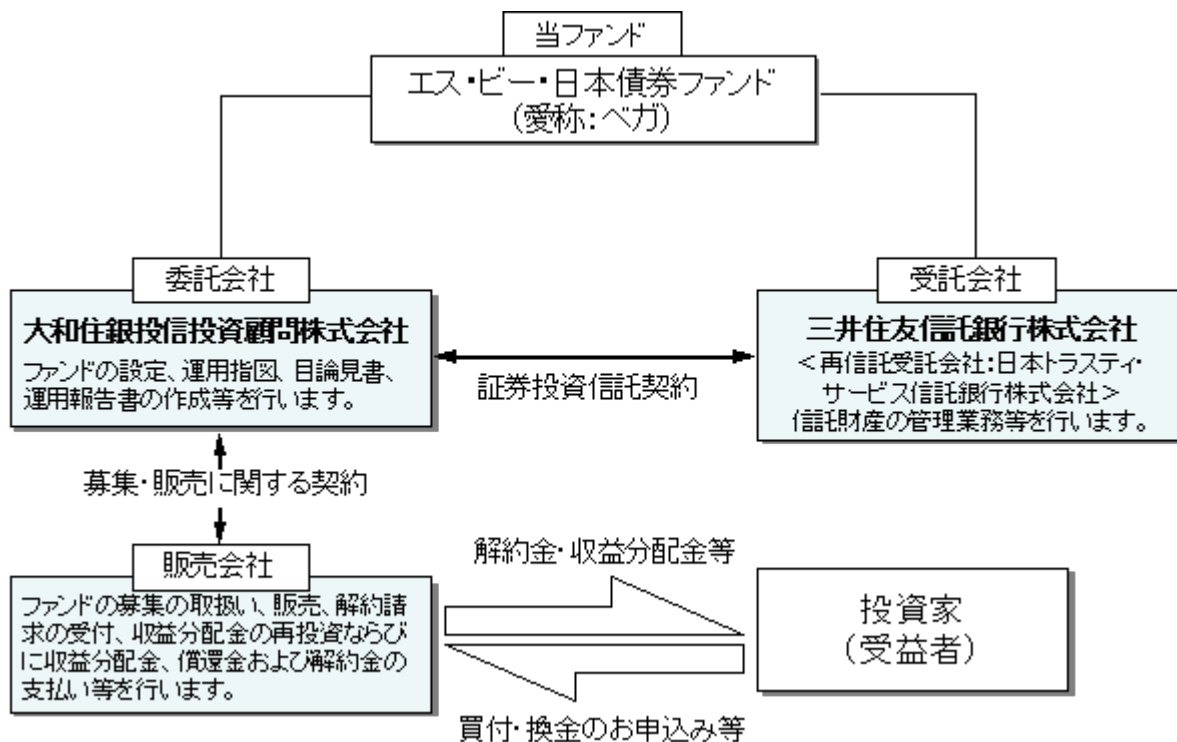 当ファンド
エス・ビー・日本債券ファンド
(愛称:ベガ)
委託会社
大和住銀投信投資顧問株式会社
ファンドの設定、運用指図、目論見書、
運用報告書の作成等を行います。
受託会社
三井住友信託銀行株式会社
<再信託受託会社:日本トラスティ・
サービス信託銀行株式会社>
信託財産の管理業務等を行います。
証券投資信託契約
募集・販売に関する契約
販売会社
ファンドの募集の取扱い、販売、解約請
求の受付、収益分配金の再投資ならび
に収益分配金、償還金および解約金の
支払い等を行います。
解約金・収益分配金等
投資家
(受益者)
買付・換金のお申込み等